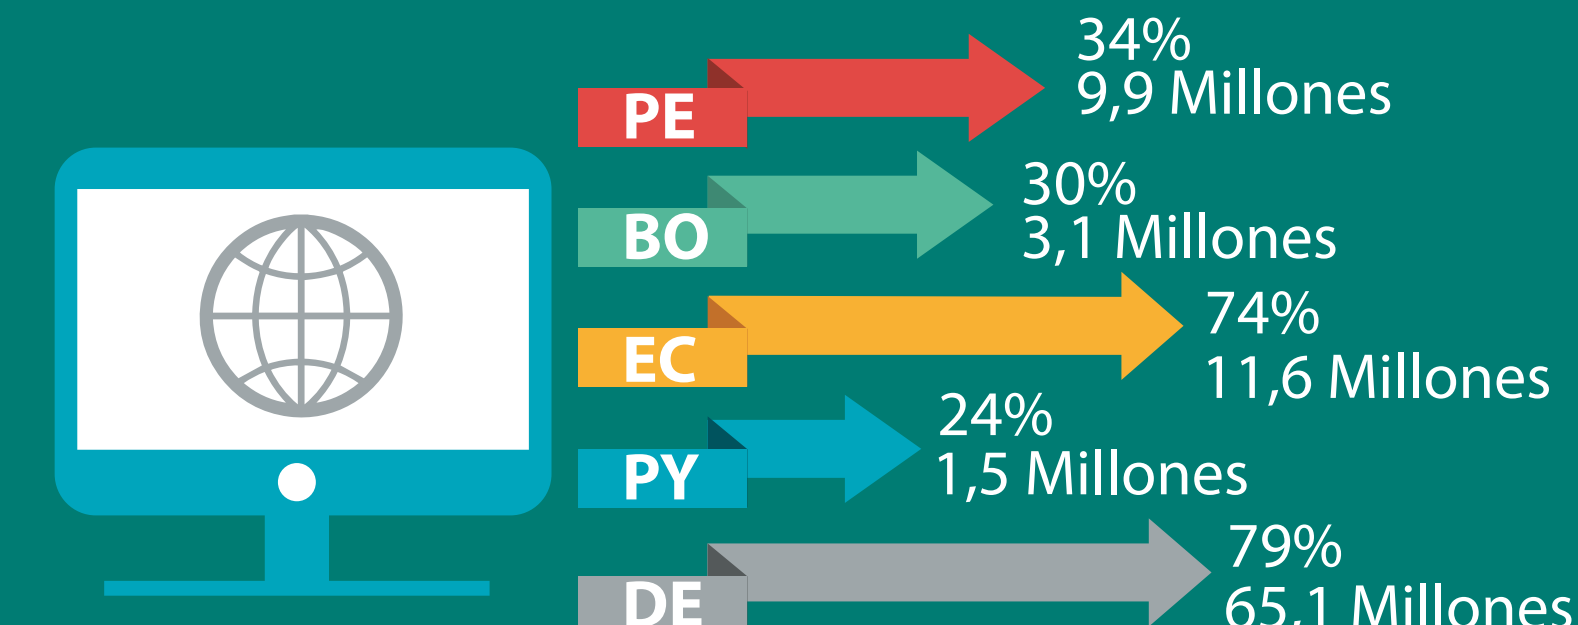 34%
PE 9,9 Millones
30%
BO 3,1 Millones
74%
EC 11,6 Millones
24%
PY 1,5 Millones
79%
DE 65,1 Millones